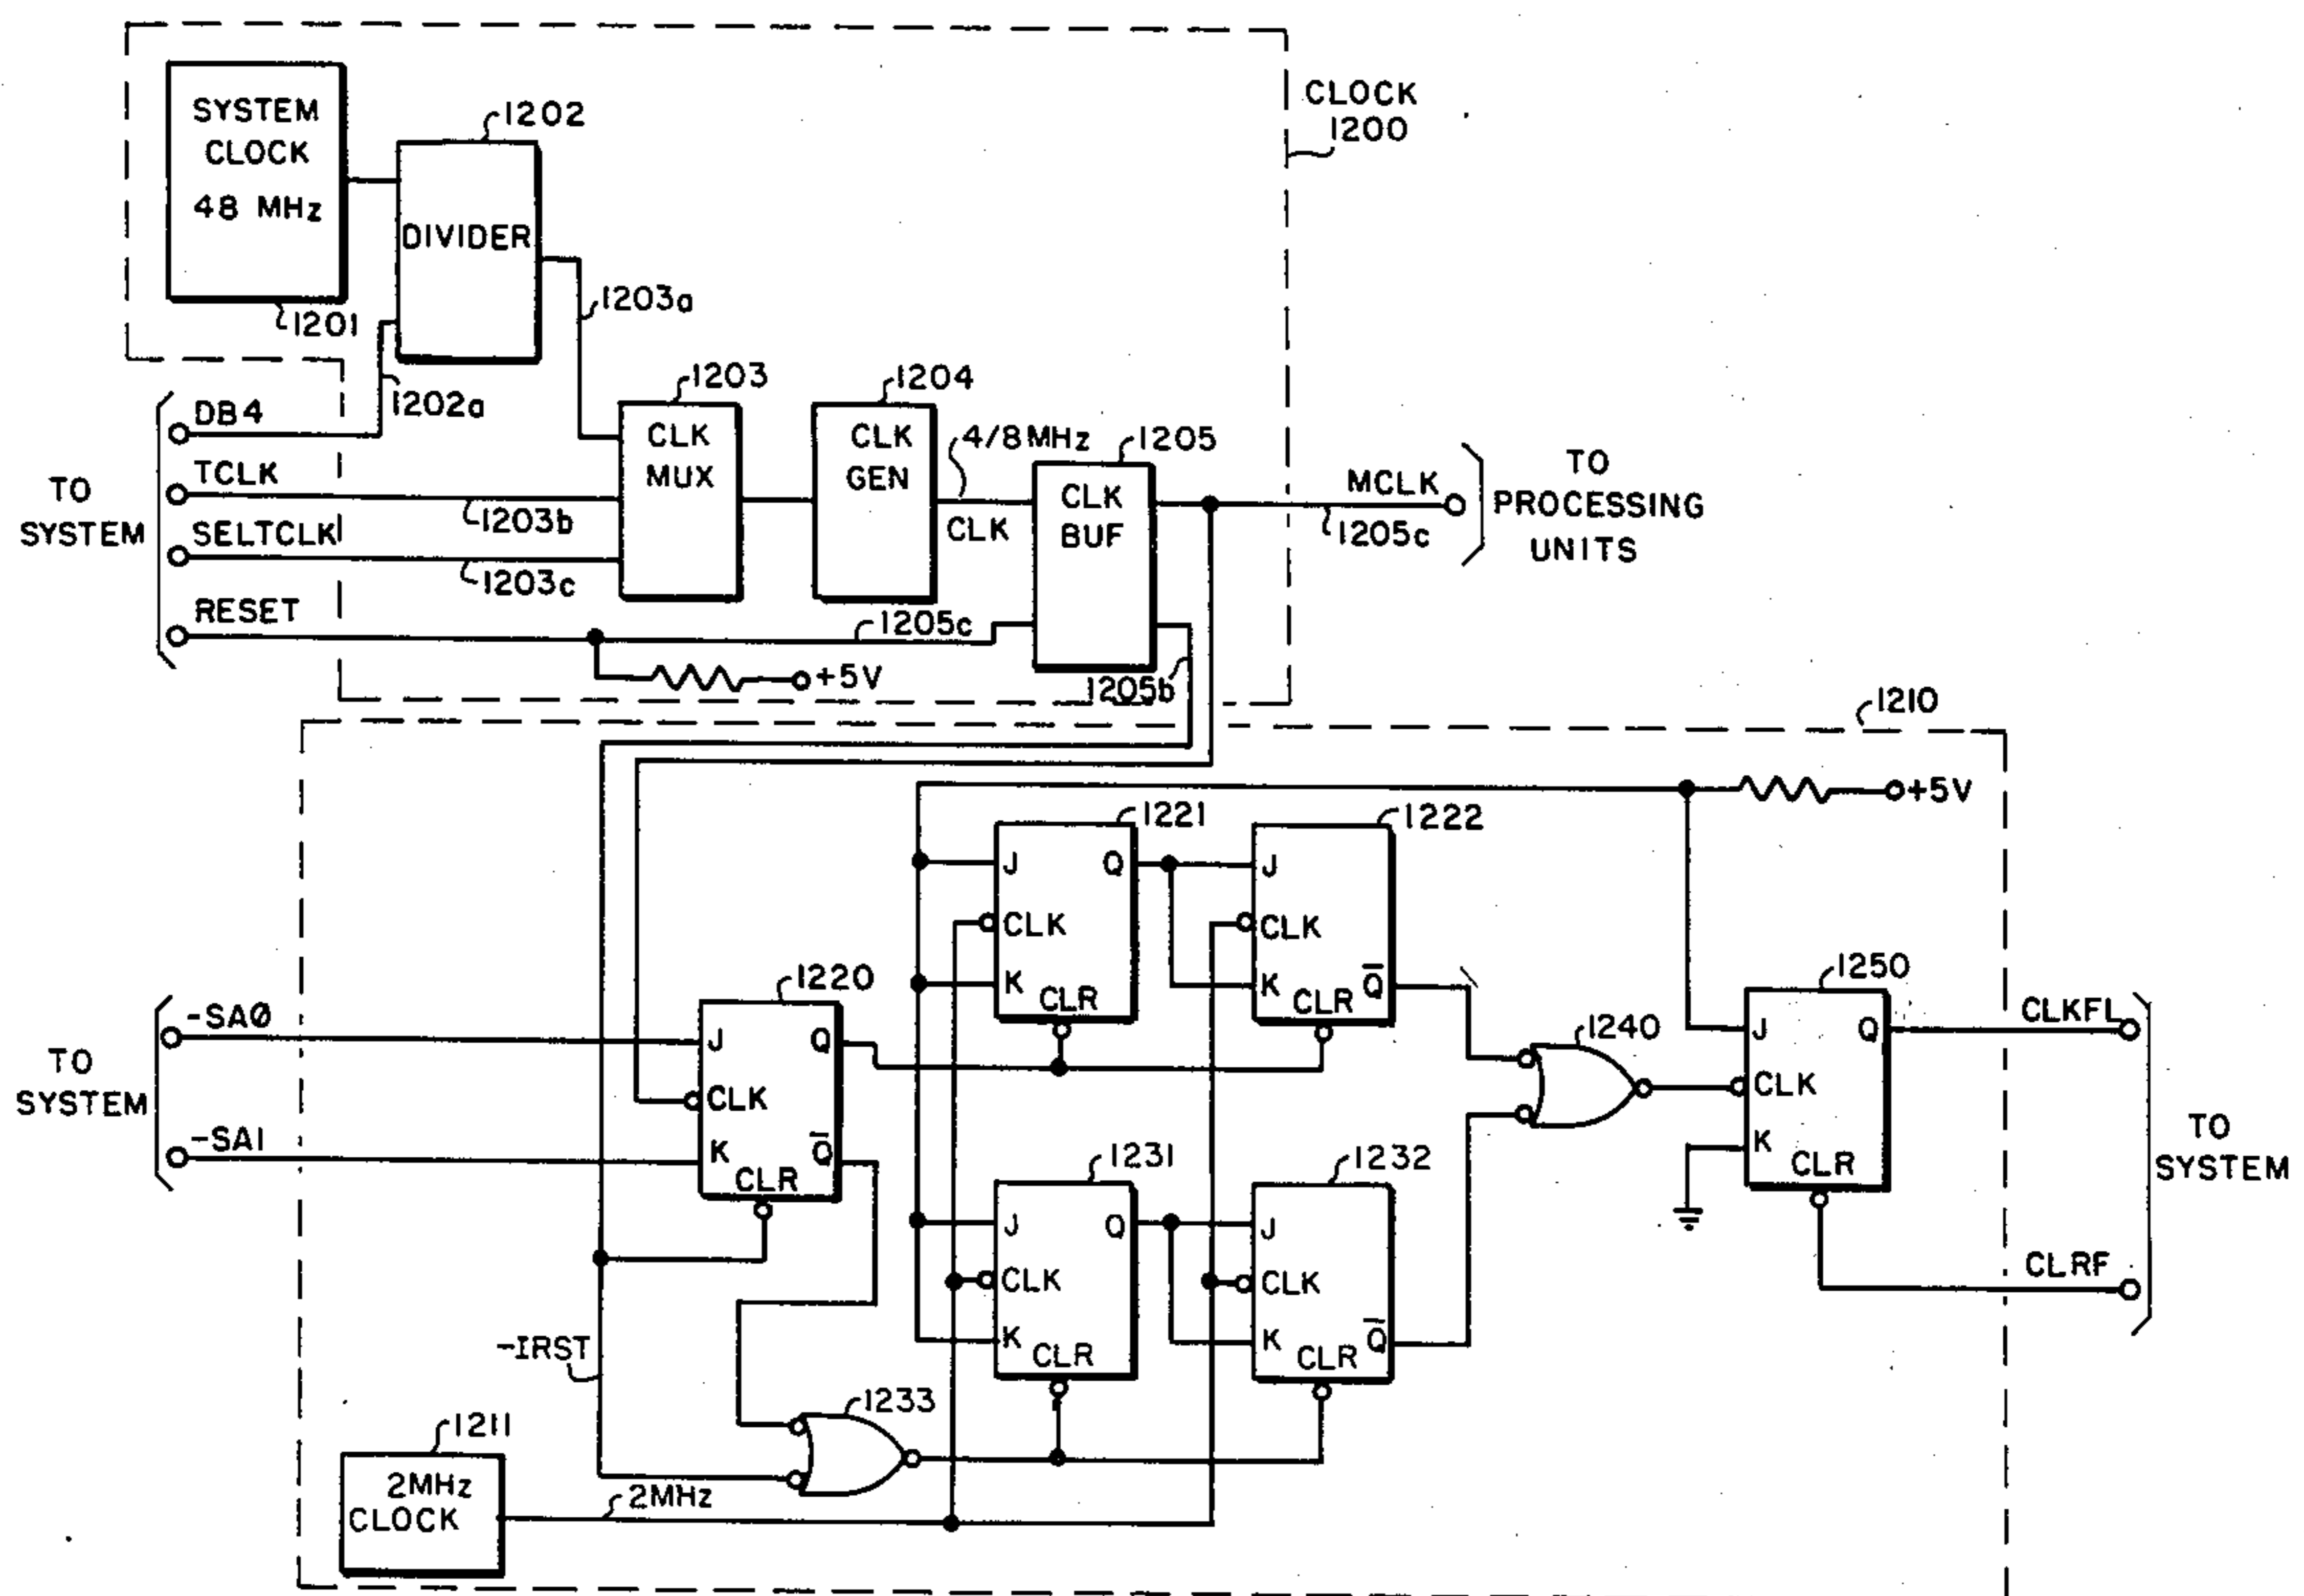 SYSTEM
CLOCK
48 MHz
1201
1202
DIVIDER
1203a
CLOCK
1200
TO
SYSTEM
DB4
1202a
TCLK
1203b
SELTCLK
1203c
RESET
1205c
+5V
1203
CLK
MUX
1204
CLK
GEN
4/8MHz
CLK
1205
CLK
BUF
1205b
MCLK
1205c
TO
PROCESSING
UNITS
1210
+5V
TO
SYSTEM
-SAØ
-SA1
1220
J
Q
CLK
K
Q̅
CLR
1221
J
Q
CLK
K
CLR
1222
J
CLK
K
Q̅
CLR
1231
J
Q
CLK
K
CLR
1232
J
CLK
K
Q̅
CLR
1240
1250
J
Q
CLK
K
CLR
CLKFL
CLRF
TO
SYSTEM
-IRST
1233
1211
2MHz
CLOCK
2MHz